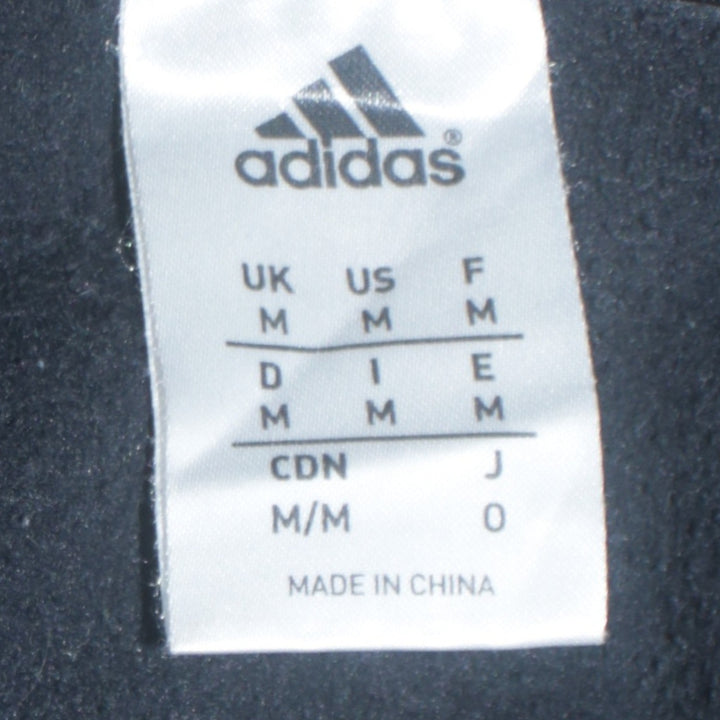 adidas®
UK US F
M M M
D I E
M M M
CDN J
M/M O
MADE IN CHINA